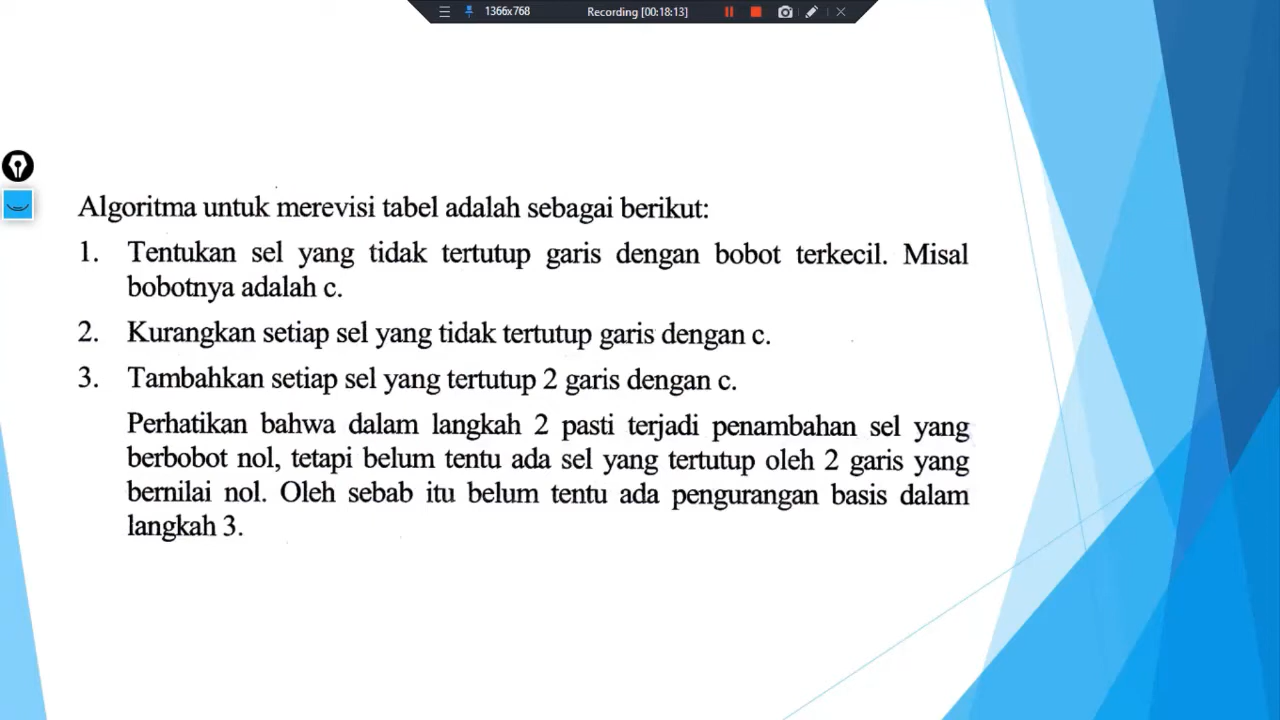 1366x768 Recording [00:18:13]
Algoritma untuk merevisi tabel adalah sebagai berikut:
1. Tentukan sel yang tidak tertutup garis dengan bobot terkecil. Misal
bobotnya adalah c.
2. Kurangkan setiap sel yang tidak tertutup garis dengan c.
3. Tambahkan setiap sel yang tertutup 2 garis dengan c.
Perhatikan bahwa dalam langkah 2 pasti terjadi penambahan sel yang
berbobot nol, tetapi belum tentu ada sel yang tertutup oleh 2 garis yang
bernilai nol. Oleh sebab itu belum tentu ada pengurangan basis dalam
langkah 3.